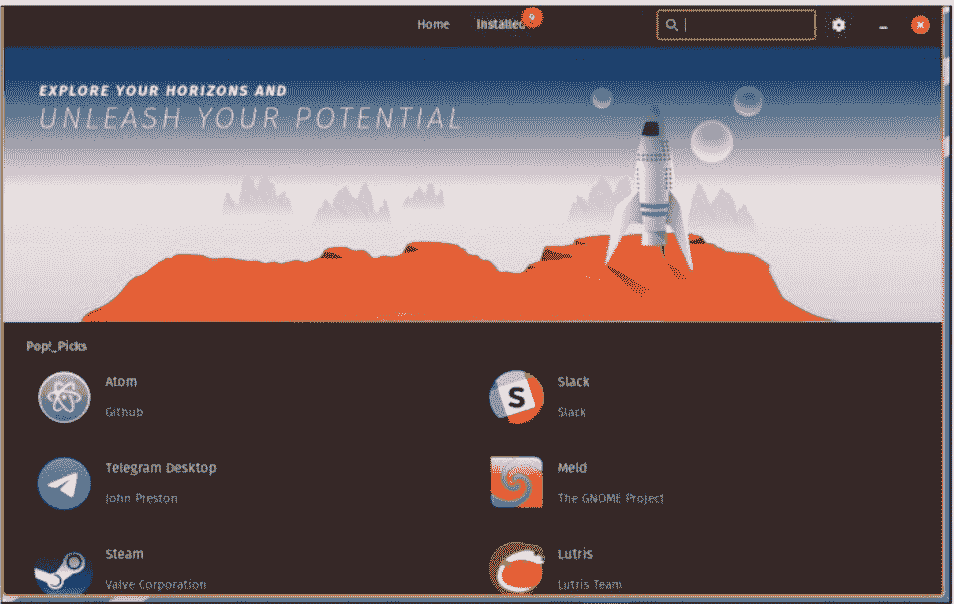 Home Installed 9
EXPLORE YOUR HORIZONS AND
UNLEASH YOUR POTENTIAL
Pop!_Picks
Atom
Github
Slack
S
Slack
Telegram Desktop
John Preston
Meld
The GNOME Project
Steam
Valve Corporation
Lutris
Lutris Team